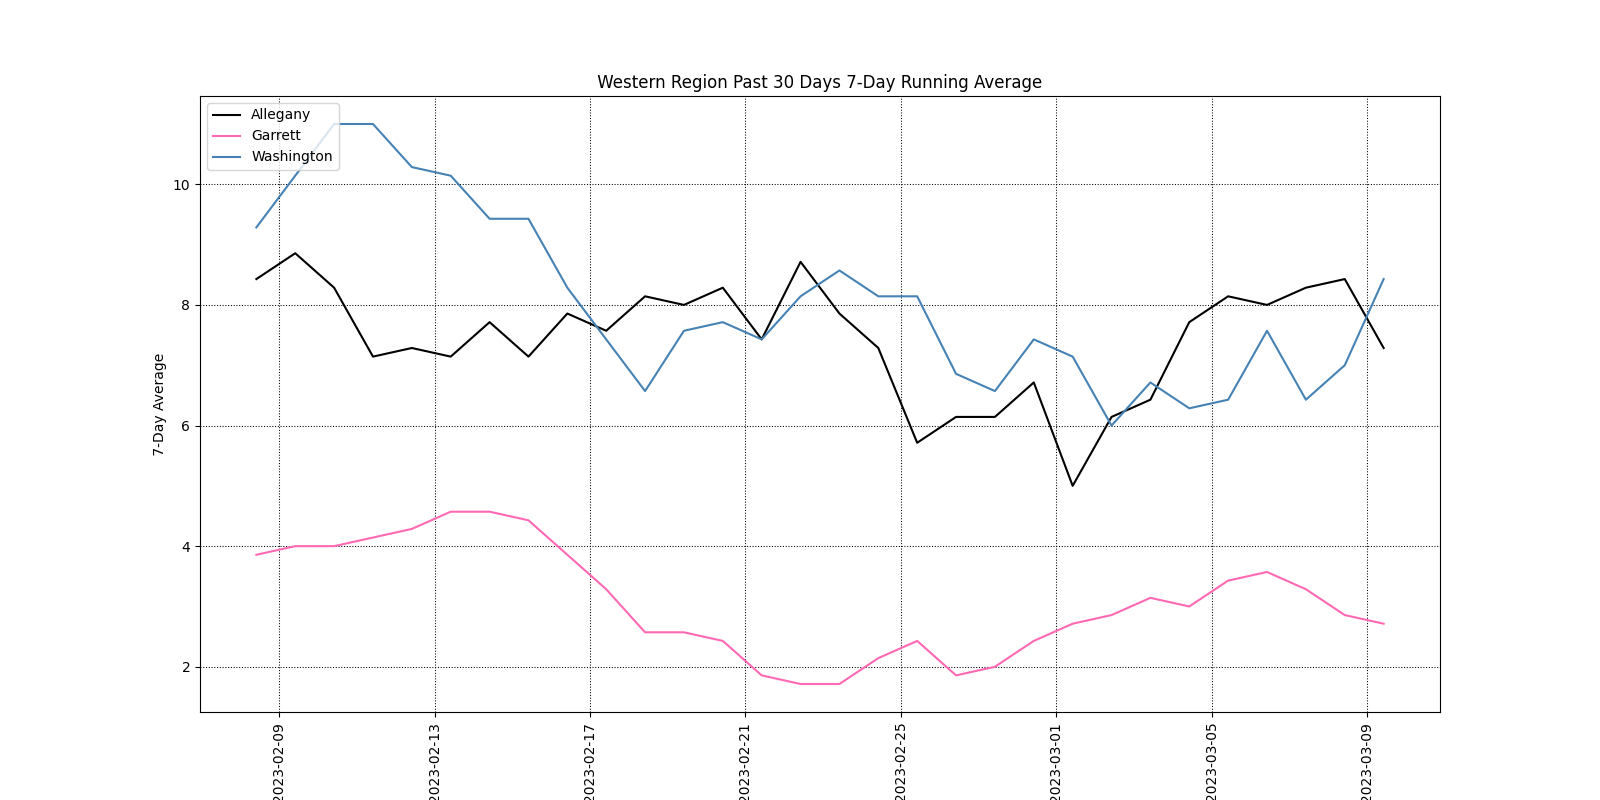 Western Region Past 30 Days 7-Day Running Average
Allegany
Garrett
Washington
10
8
6
4
2
7-Day Average
2023-02-09
2023-02-13
2023-02-17
2023-02-21
2023-02-25
2023-03-01
2023-03-05
2023-03-09